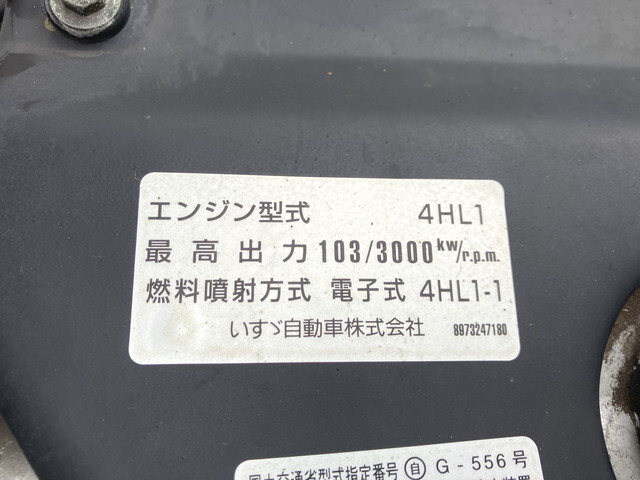 エンジン型式 4HL1
最高出力 103/3000kw/r.p.m.
燃料噴射方式 電子式 4HL1-1
いすゞ自動車株式会社 8973247180
国土交通省型式指定番号 自 G-556号